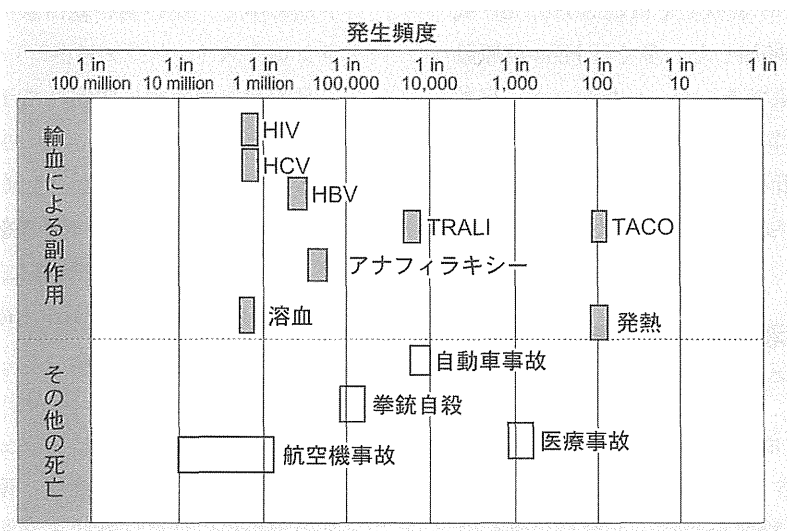 発生頻度
1 in 100 million
1 in 10 million
1 in 1 million
1 in 100,000
1 in 10,000
1 in 1,000
1 in 100
1 in 10
1 in
輸血による副作用
HIV
HCV
HBV
TRALI
TACO
アナフィラキシー
溶血
発熱
その他の死亡
自動車事故
拳銃自殺
医療事故
航空機事故